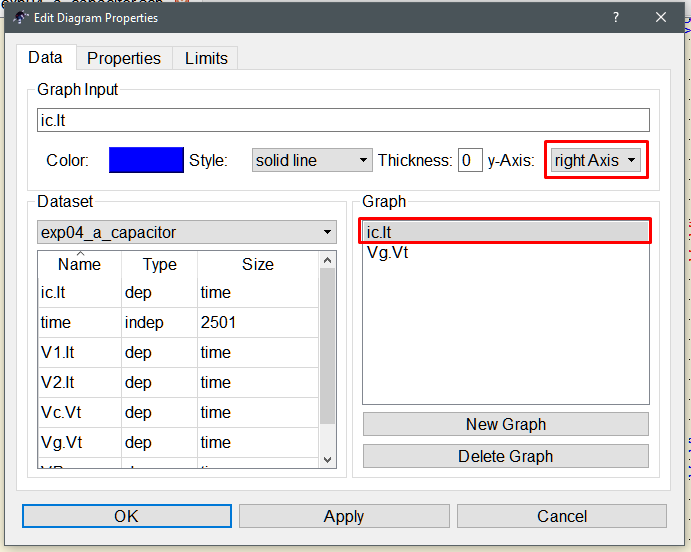 Edit Diagram Properties ?
Data Properties Limits
Graph Input
ic.It
Color: Style: solid line Thickness: 0 y-Axis: right Axis
Dataset Graph
exp04_a_capacitor ic.It
Vg.Vt
Name Type Size
ic.It dep time
time indep 2501
V1.It dep time
V2.It dep time
Vc.Vt dep time
Vg.Vt dep time
New Graph
Delete Graph
OK Apply Cancel